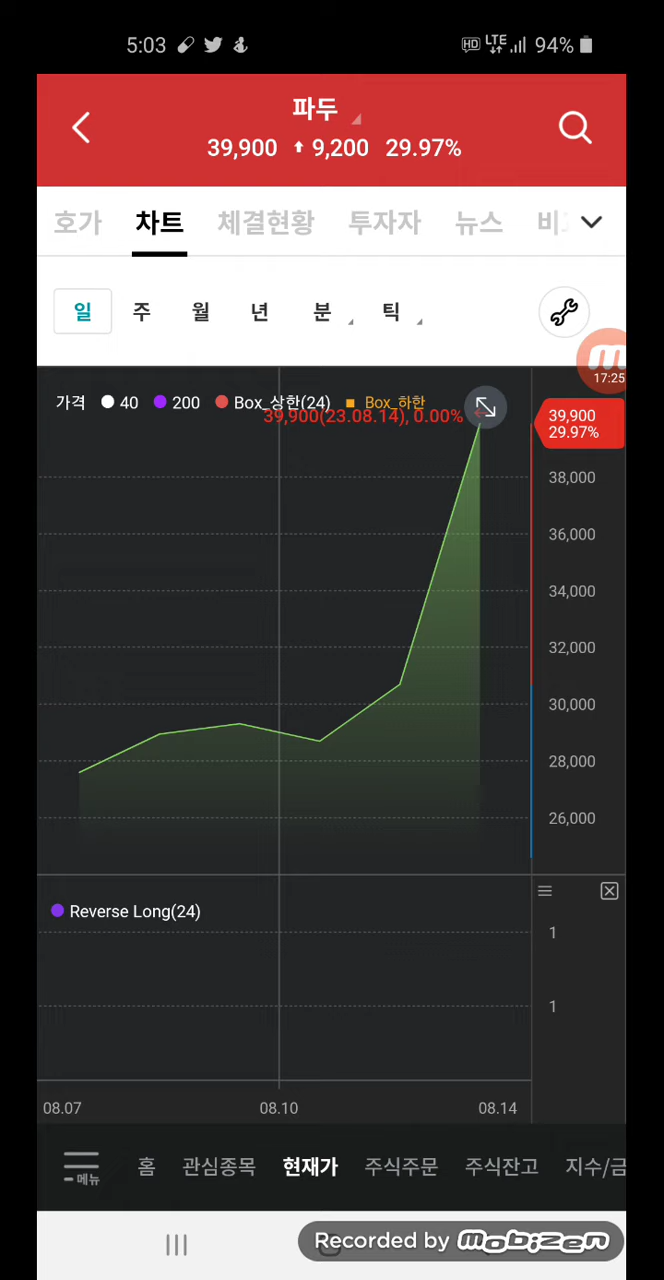 5:03 HD LTE 94%
파두
39,900 9,200 29.97%
호가 차트 체결현황 투자자 뉴스
일 주 월 년 분 틱
17:25
가격 40 200 Box_상한(24) Box_하한
39,900(23.08.14), 0.00%
39,900
29.97%
38,000
36,000
34,000
32,000
30,000
28,000
26,000
Reverse Long(24)
1
1
08.07 08.10 08.14
메뉴 홈 관심종목 현재가 주식주문 주식잔고 지수/금
Recorded by mobizen